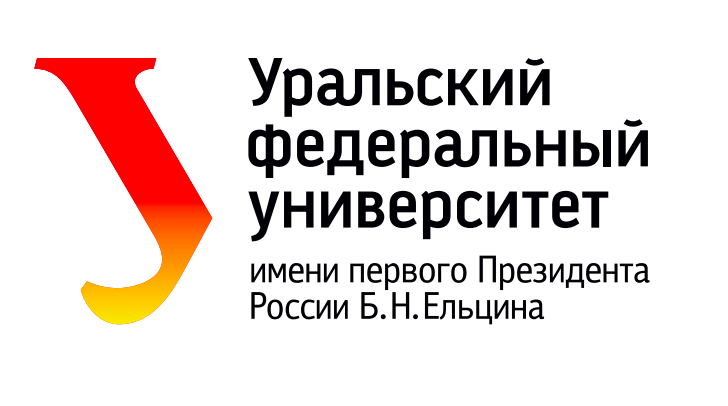 Уральский
федеральный
университет
имени первого Президента
России Б.Н.Ельцина